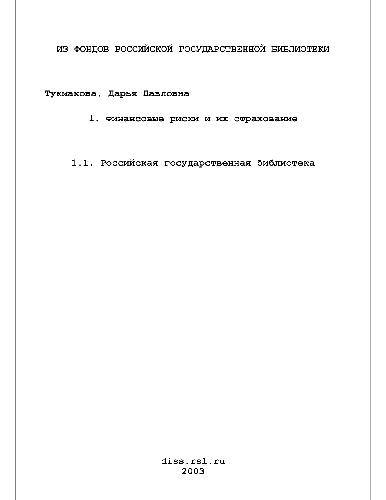 ИЗ ФОНДОВ РОССИЙСКОЙ ГОСУДАРСТВЕННОЙ БИБЛИОТЕКИ
Тукмакова, Дарья Павловна
1. Финансовые риски и их страхование
1.1. Российская государственная библиотека
diss.rsl.ru
2003